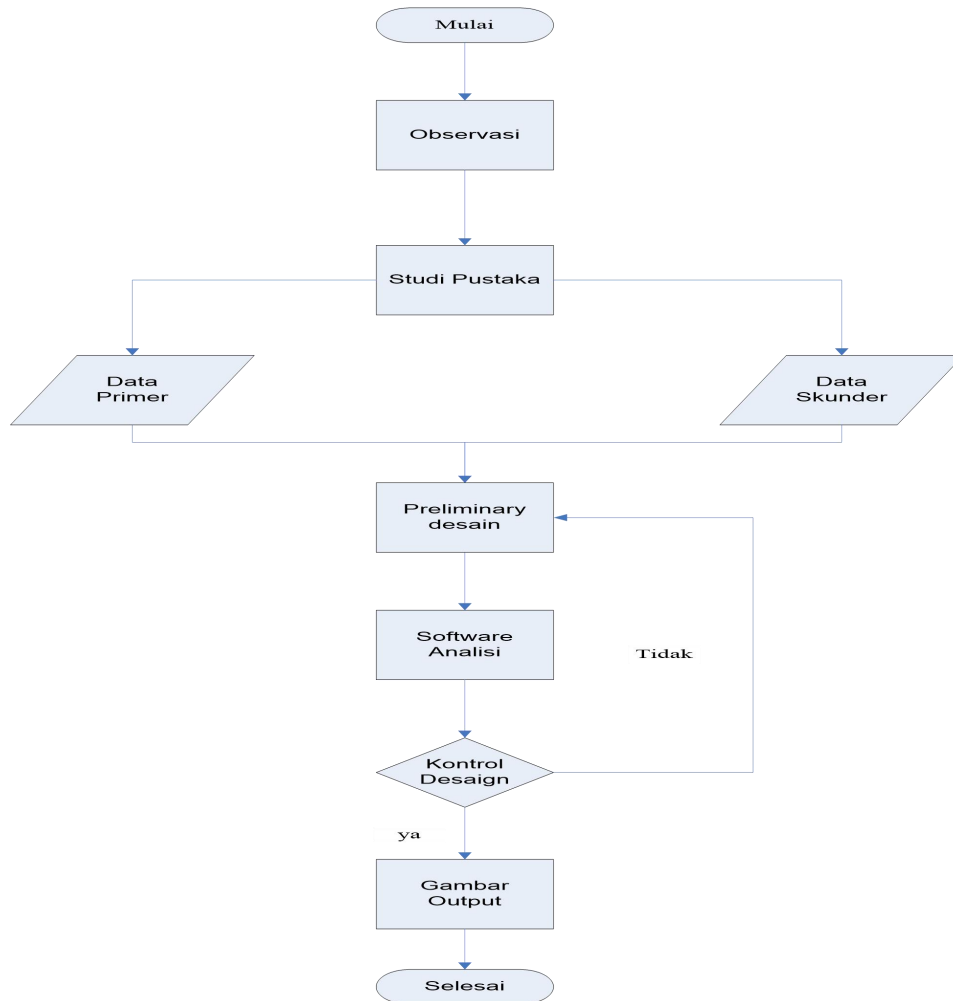 Mulai
Observasi
Studi Pustaka
Data
Primer
Data
Skunder
Preliminary
desain
Software
Analisi
Tidak
Kontrol
Desaign
ya
Gambar
Output
Selesai